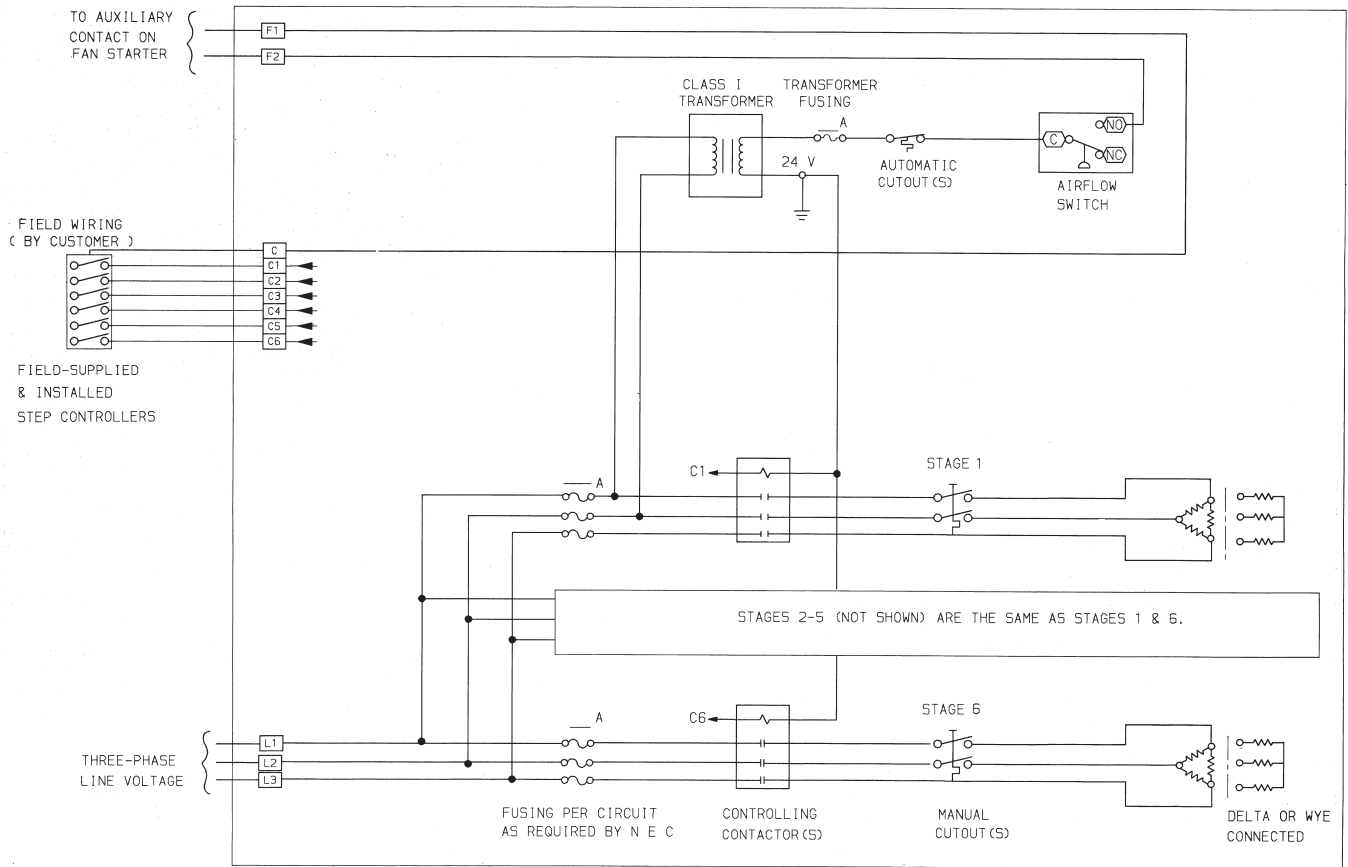 TO AUXILIARY
CONTACT ON
FAN STARTER
F1
F2
CLASS I
TRANSFORMER
TRANSFORMER
FUSING
A
24 V
AUTOMATIC
CUTOUT(S)
C
NO
NC
AIRFLOW
SWITCH
FIELD WIRING
( BY CUSTOMER )
C
C1
C2
C3
C4
C5
C6
FIELD-SUPPLIED
& INSTALLED
STEP CONTROLLERS
A
C1
STAGE 1
STAGES 2-5 (NOT SHOWN) ARE THE SAME AS STAGES 1 & 6.
A
C6
STAGE 6
THREE-PHASE
LINE VOLTAGE
L1
L2
L3
FUSING PER CIRCUIT
AS REQUIRED BY N E C
CONTROLLING
CONTACTOR(S)
MANUAL
CUTOUT(S)
DELTA OR WYE
CONNECTED